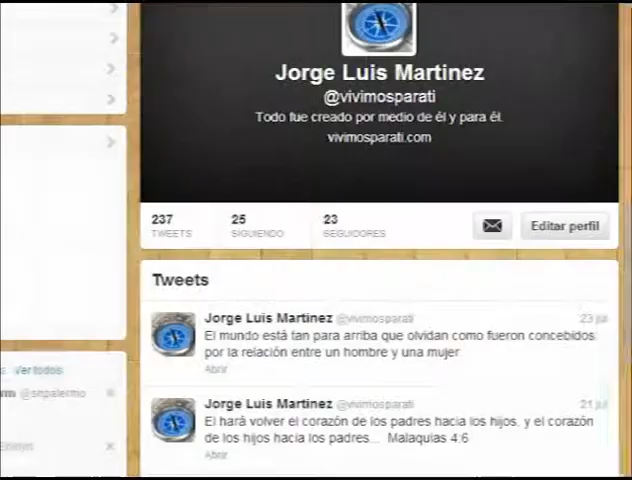 Jorge Luis Martinez
@vivimosparati
Todo fue creado por medio de él y para él.
vivimosparati.com
237
TWEETS
25
SIGUIENDO
23
SEGUIDORES
Editar perfil
Tweets
Jorge Luis Martinez @vivimosparati 23 jul
El mundo está tan para arriba que olvidan como fueron concebidos
por la relación entre un hombre y una mujer
Abrir
Jorge Luis Martinez @vivimosparati 21 jul
El hará volver el corazón de los padres hacia los hijos, y el corazón
de los hijos hacia los padres... Malaquias 4:6
Abrir
Ver todos
@snpalermo